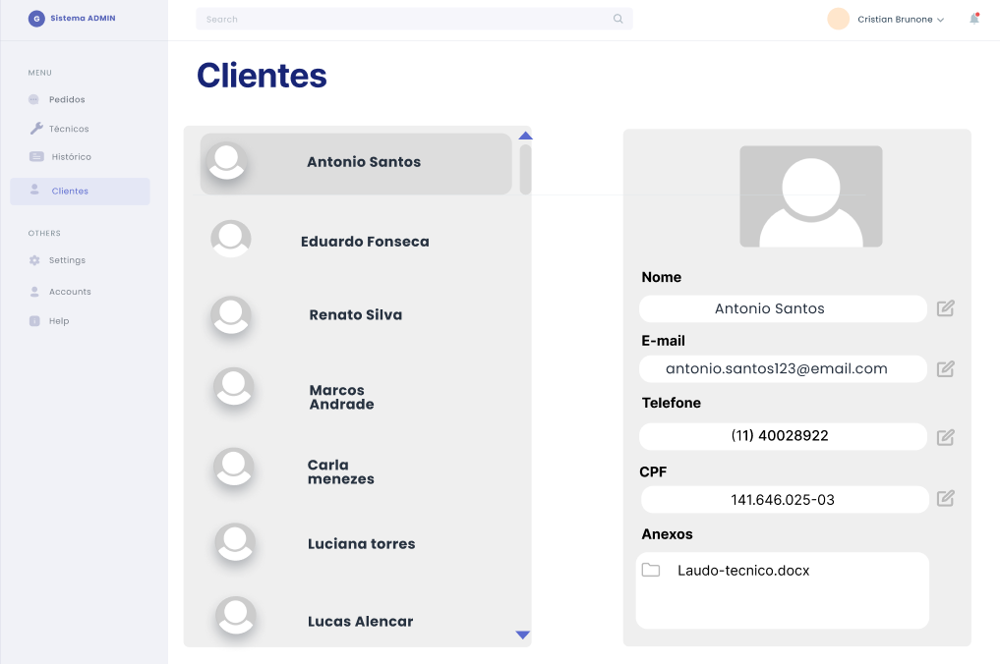 G Sistema ADMIN
Search
Cristian Brunone
MENU
Pedidos
Técnicos
Histórico
Clientes
OTHERS
Settings
Accounts
Help
Clientes
Antonio Santos
Eduardo Fonseca
Renato Silva
Marcos
Andrade
Carla
menezes
Luciana torres
Lucas Alencar
Nome
Antonio Santos
E-mail
antonio.santos123@email.com
Telefone
(11) 40028922
CPF
141.646.025-03
Anexos
Laudo-tecnico.docx